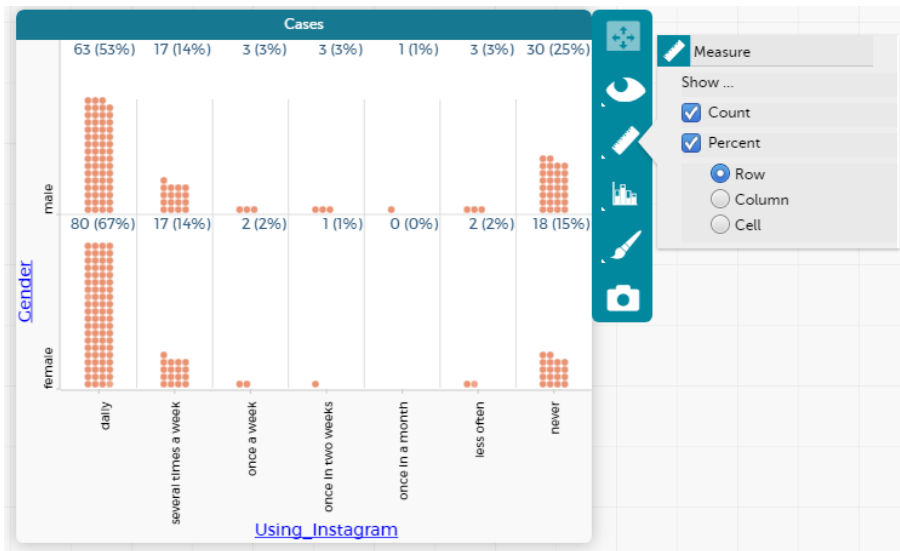 Cases
63 (53%) 17 (14%) 3 (3%) 3 (3%) 1 (1%) 3 (3%) 30 (25%)
male
80 (67%) 17 (14%) 2 (2%) 1 (1%) 0 (0%) 2 (2%) 18 (15%)
Gender
female
daily
several times a week
once a week
once in two weeks
once in a month
less often
never
Using_Instagram
Measure
Show ...
Count
Percent
Row
Column
Cell